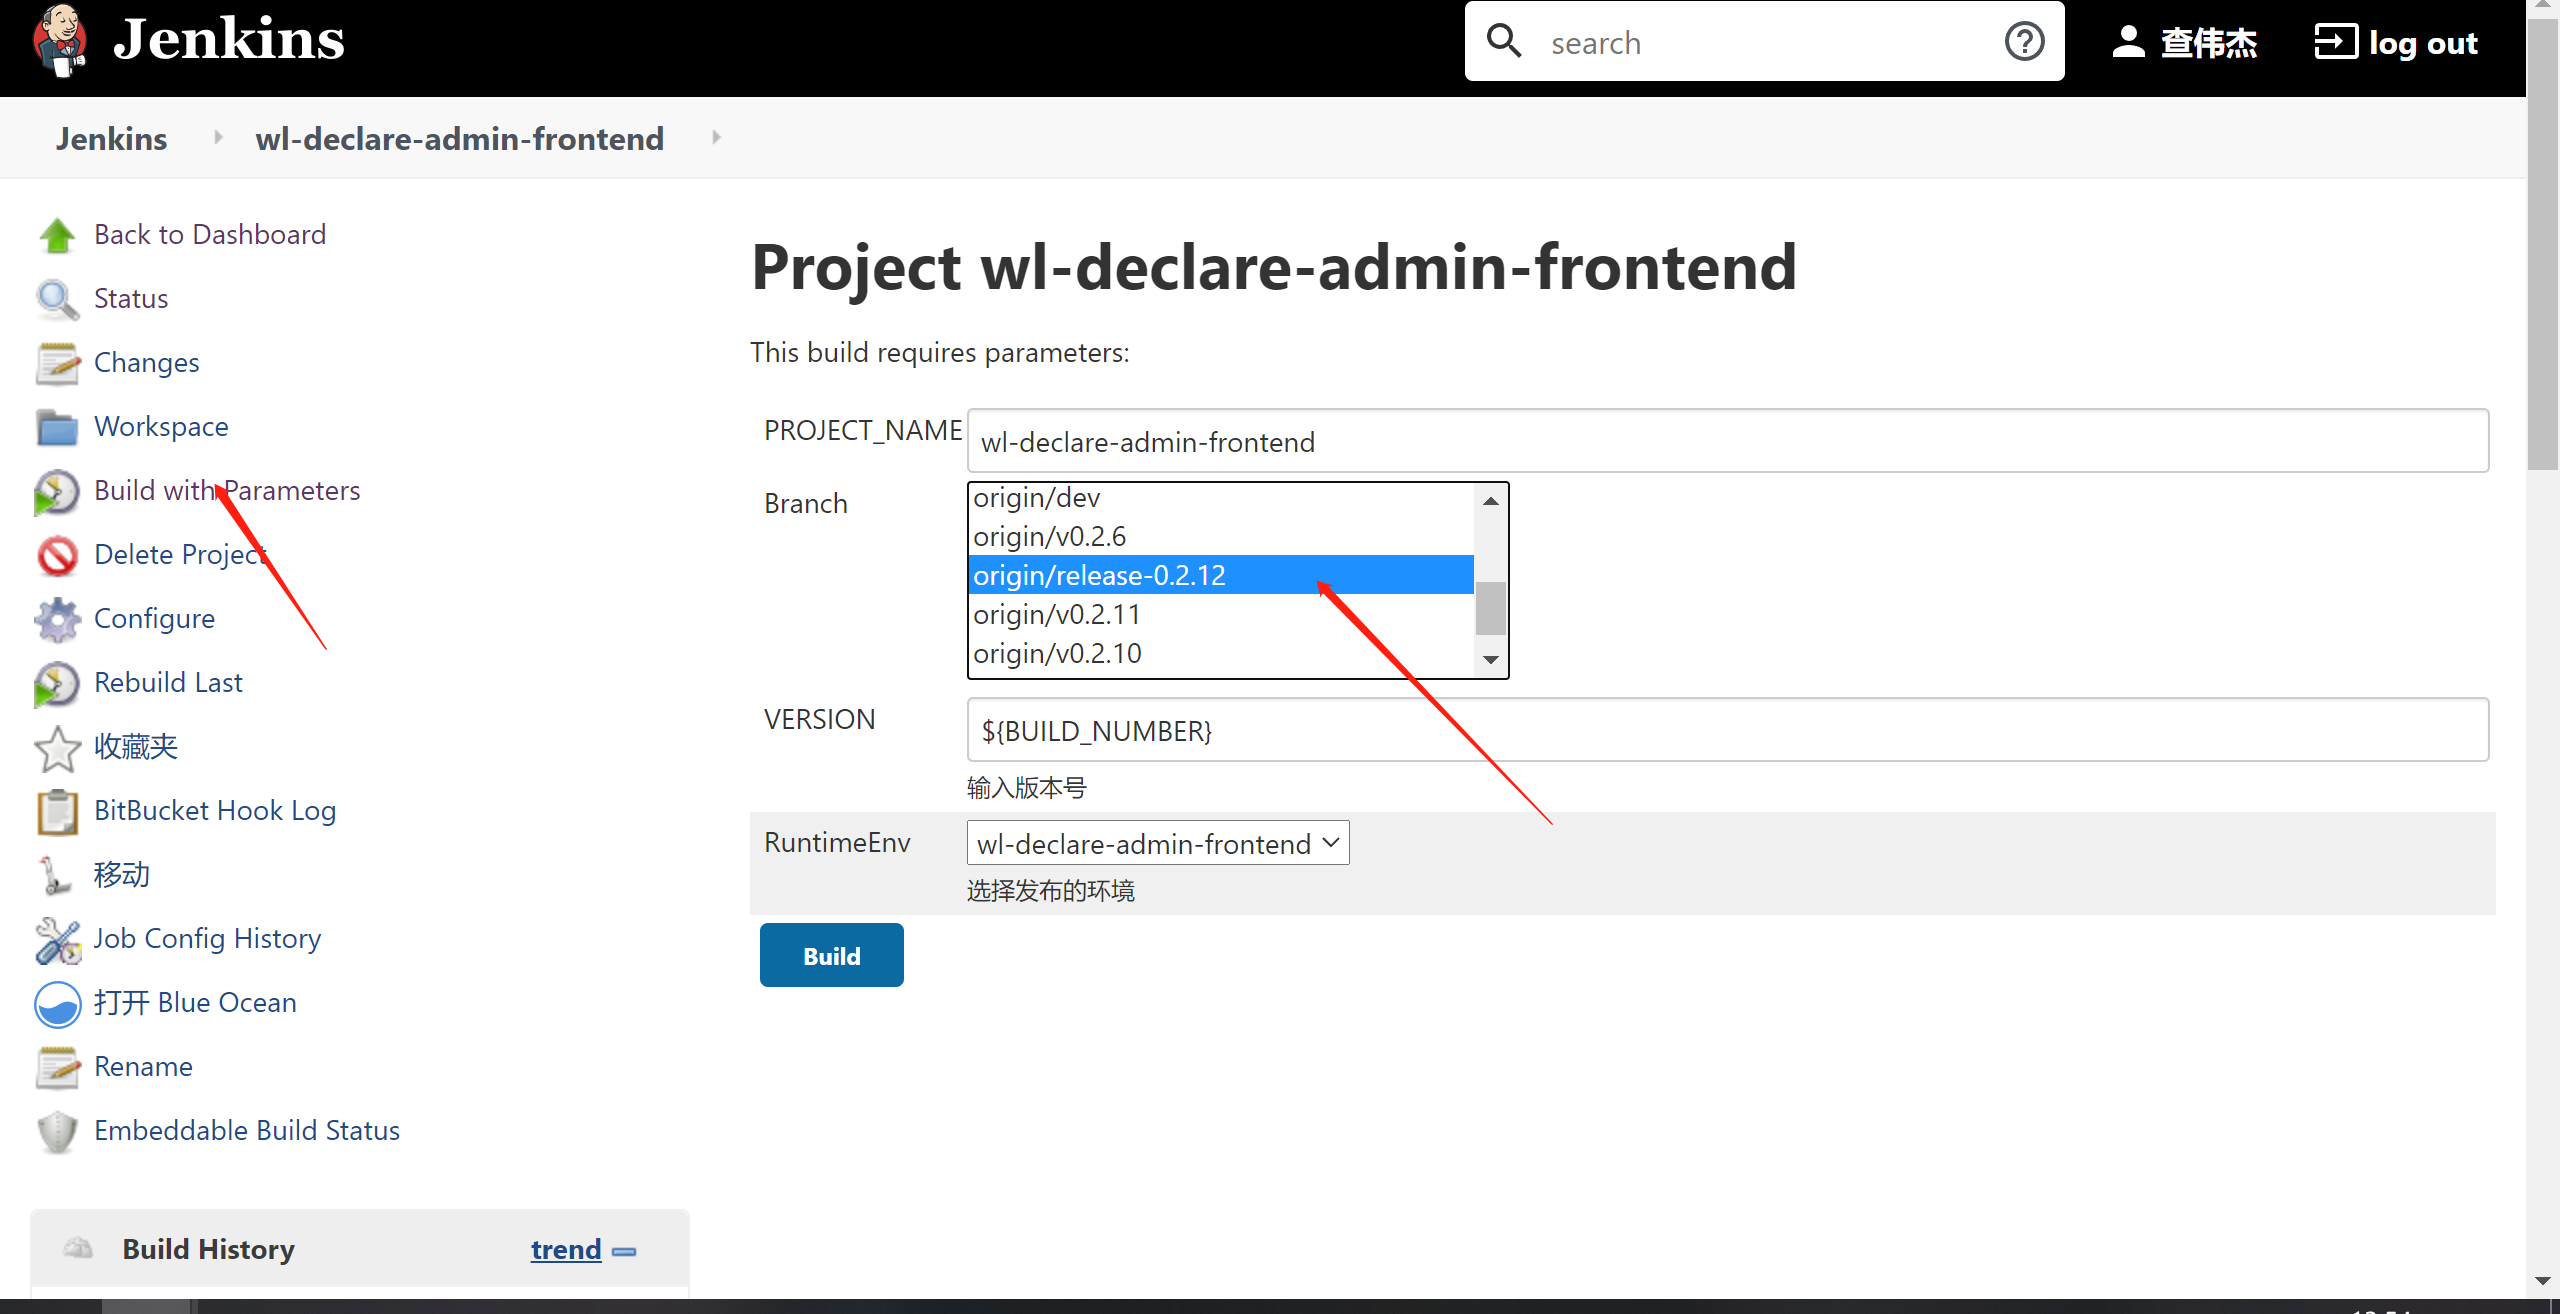 Jenkins
search
查伟杰
log out
Jenkins
wl-declare-admin-frontend
Back to Dashboard
Status
Changes
Workspace
Build with Parameters
Delete Project
Configure
Rebuild Last
收藏夹
BitBucket Hook Log
移动
Job Config History
打开 Blue Ocean
Rename
Embeddable Build Status
Build History
trend
Project wl-declare-admin-frontend
This build requires parameters:
PROJECT_NAME
wl-declare-admin-frontend
Branch
origin/dev
origin/v0.2.6
origin/release-0.2.12
origin/v0.2.11
origin/v0.2.10
VERSION
${BUILD_NUMBER}
输入版本号
RuntimeEnv
wl-declare-admin-frontend
选择发布的环境
Build